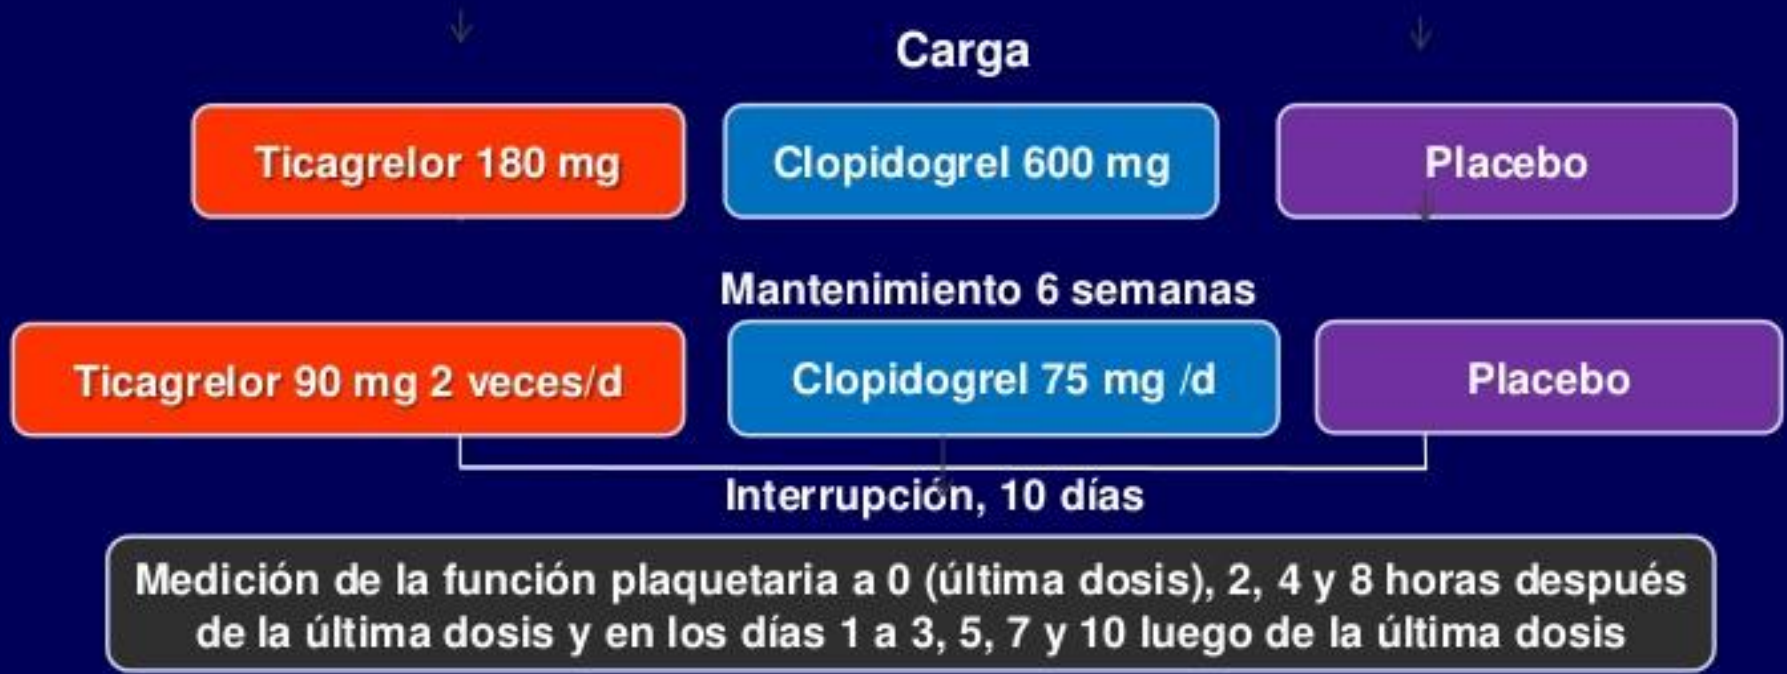 Carga
Ticagrelor 180 mg
Clopidogrel 600 mg
Placebo
Mantenimiento 6 semanas
Ticagrelor 90 mg 2 veces/d
Clopidogrel 75 mg /d
Placebo
Interrupción, 10 días
Medición de la función plaquetaria a 0 (última dosis), 2, 4 y 8 horas después
de la última dosis y en los días 1 a 3, 5, 7 y 10 luego de la última dosis